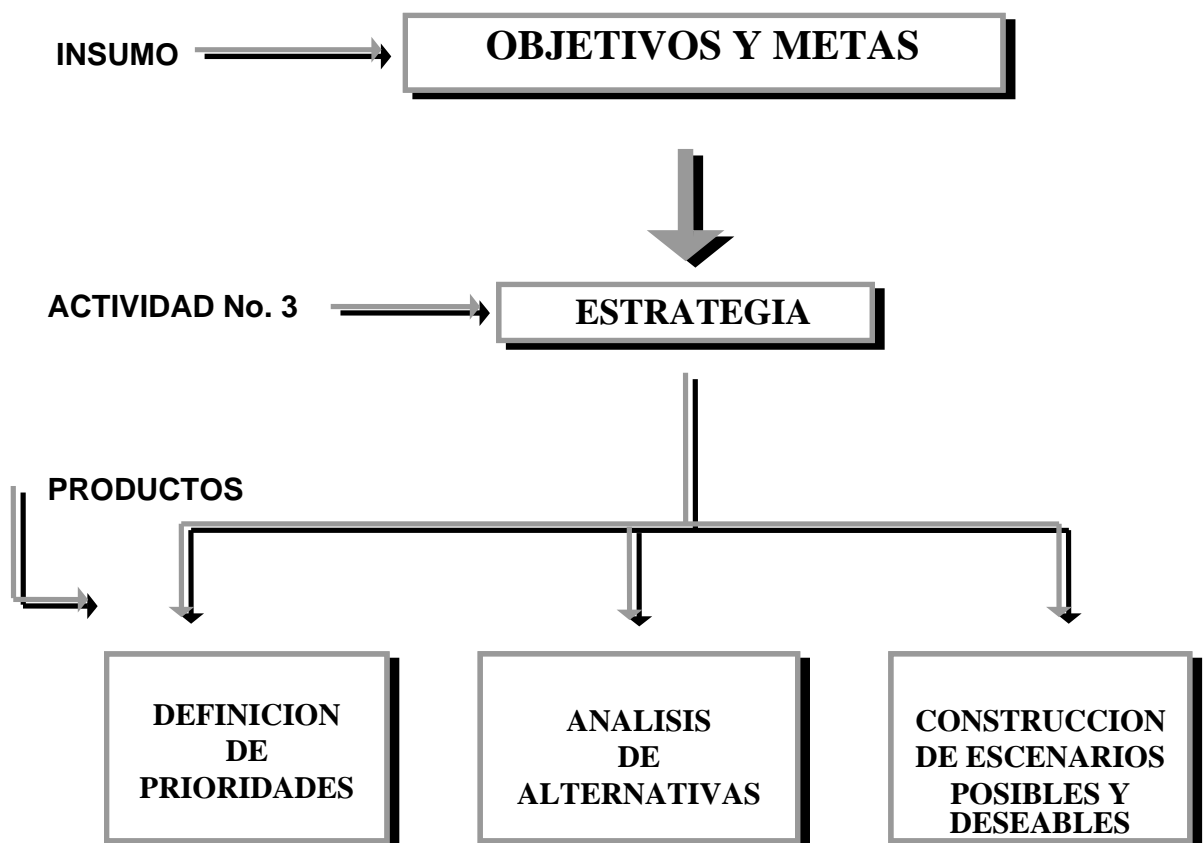 INSUMO
OBJETIVOS Y METAS
ACTIVIDAD No. 3
ESTRATEGIA
PRODUCTOS
DEFINICION
DE
PRIORIDADES
ANALISIS
DE
ALTERNATIVAS
CONSTRUCCION
DE ESCENARIOS
POSIBLES Y
DESEABLES